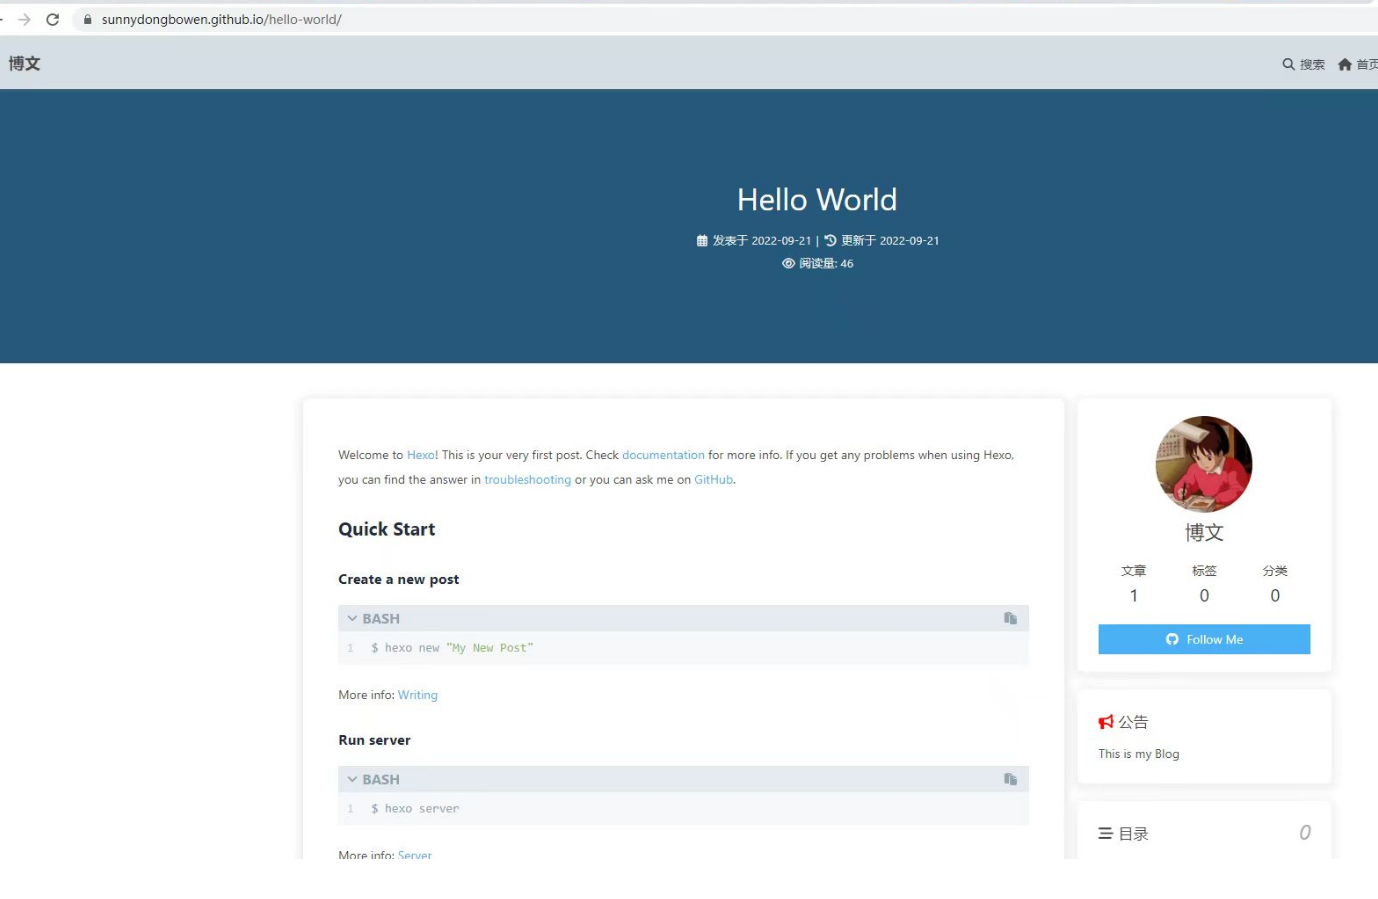 sunnydongbowen.github.io/hello-world/
博文
搜索 首页
Hello World
发表于 2022-09-21 | 更新于 2022-09-21
阅读量: 46
Welcome to Hexo! This is your very first post. Check documentation for more info. If you get any problems when using Hexo,
you can find the answer in troubleshooting or you can ask me on GitHub.
Quick Start
Create a new post
BASH
1 $ hexo new "My New Post"
More info: Writing
Run server
BASH
1 $ hexo server
More info: Server
博文
文章 标签 分类
1 0 0
Follow Me
公告
This is my Blog
目录 0